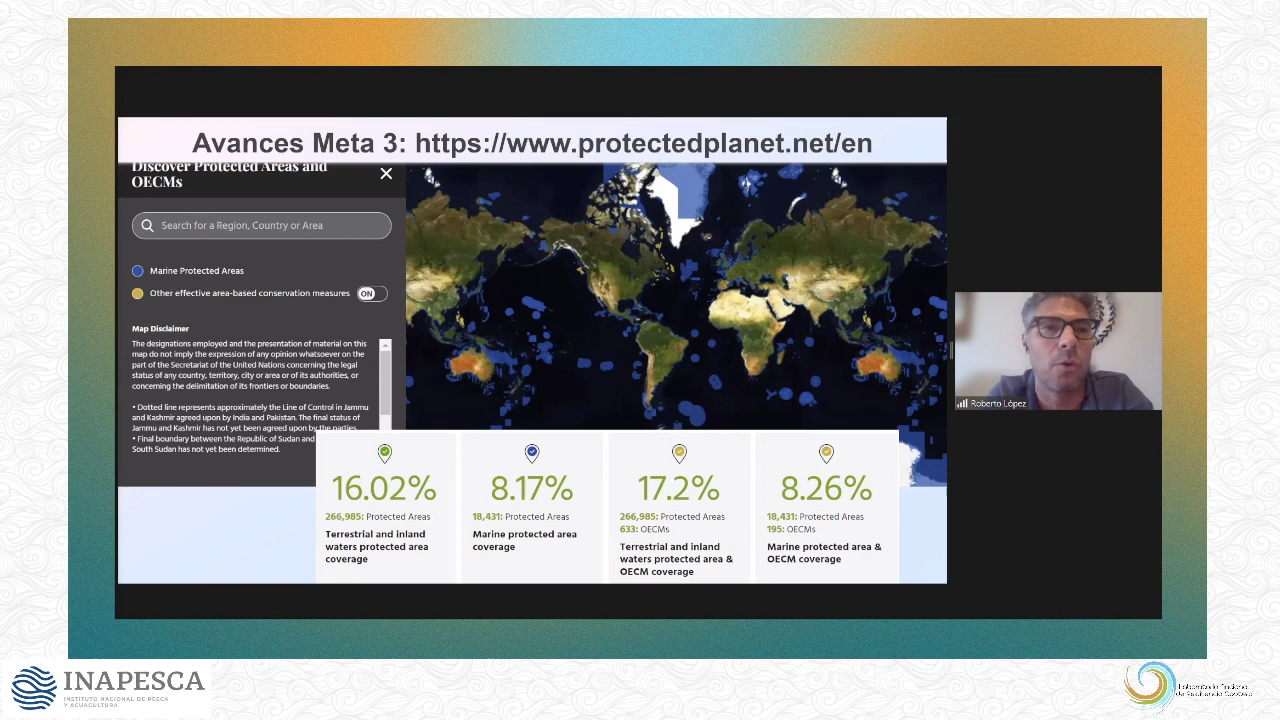 Avances Meta 3: https://www.protectedplanet.net/en
Discover Protected Areas and
OECMs
Search for a Region, Country or Area
Marine Protected Areas
Other effective area-based conservation measures
ON
Map Disclaimer
The designations employed and the presentation of material on this
map do not imply the expression of any opinion whatsoever on the
part of the Secretariat of the United Nations concerning the legal
status of any country, territory, city or area or of its authorities, or
concerning the delimitation of its frontiers or boundaries.
• Dotted line represents approximately the Line of Control in Jammu
and Kashmir agreed upon by India and Pakistan. The final status of
Jammu and Kashmir has not yet been agreed upon by the parties.
• Final boundary between the Republic of Sudan and
South Sudan has not yet been determined.
16.02%
266,985: Protected Areas
Terrestrial and inland
waters protected area
coverage
8.17%
18,431: Protected Areas
Marine protected area
coverage
17.2%
266,985: Protected Areas
633: OECMs
Terrestrial and inland
waters protected area &
OECM coverage
8.26%
18,431: Protected Areas
195: OECMs
Marine protected area &
OECM coverage
Roberto López
INAPESCA
INSTITUTO NACIONAL DE PESCA
Y ACUACULTURA